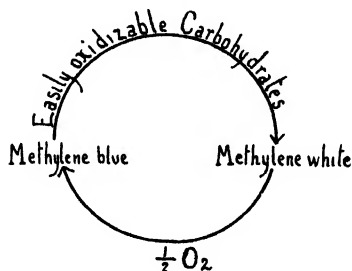 Easily oxidizable Carbohydrates
Methylene blue
Methylene white
½ O₂